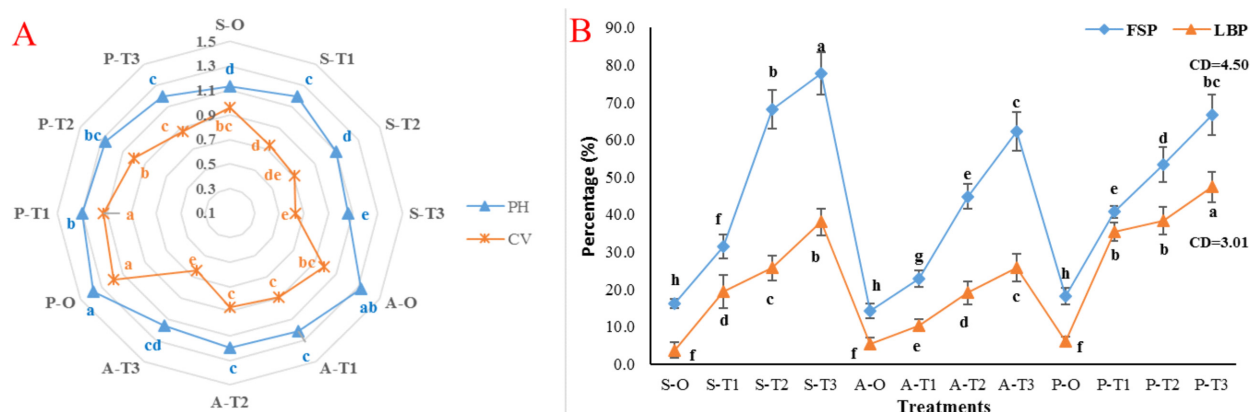 A
S-O
1.5
1.3
1.1
0.9
0.7
0.5
0.3
0.1
S-T1
S-T2
S-T3
A-O
A-T1
A-T2
A-T3
P-O
P-T1
P-T2
P-T3
d
c
d
e
ab
c
c
cd
a
b
bc
c
bc
d
de
e
bc
c
c
e
a
a
b
c
PH
CV
B
FSP LBP
CD=4.50
CD=3.01
Percentage (%)
90.0
80.0
70.0
60.0
50.0
40.0
30.0
20.0
10.0
0.0
h f b a h g e c h e d bc
f d c b f e d c f b b a
S-O S-T1 S-T2 S-T3 A-O A-T1 A-T2 A-T3 P-O P-T1 P-T2 P-T3
Treatments